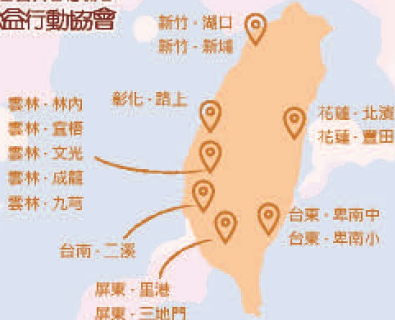 益行動協會
新竹·湖口
新竹·新埔
彰化·路上
雲林·林內
雲林·宜梧
雲林·文光
雲林·成龍
雲林·九芎
花蓮·北濱
花蓮·豐田
台東·卑南中
台東·卑南小
台南·二溪
屏東·里港
屏東·三地門